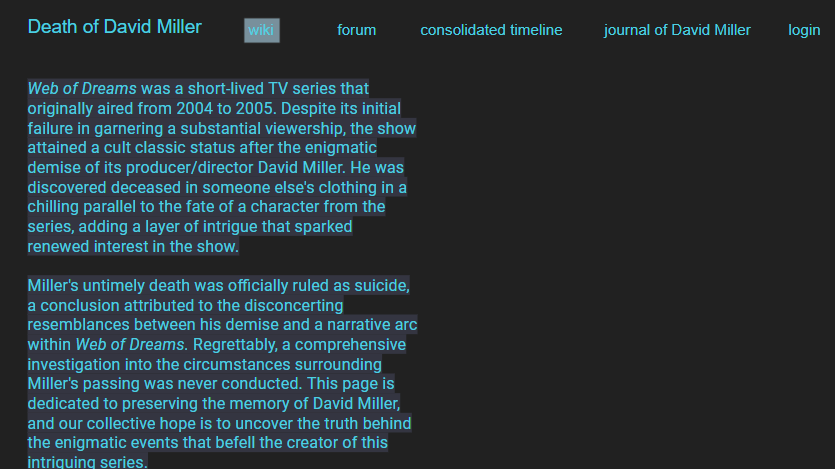 Death of David Miller
wiki
forum
consolidated timeline
journal of David Miller
login
Web of Dreams was a short-lived TV series that
originally aired from 2004 to 2005. Despite its initial
failure in garnering a substantial viewership, the show
attained a cult classic status after the enigmatic
demise of its producer/director David Miller. He was
discovered deceased in someone else's clothing in a
chilling parallel to the fate of a character from the
series, adding a layer of intrigue that sparked
renewed interest in the show.
Miller's untimely death was officially ruled as suicide,
a conclusion attributed to the disconcerting
resemblances between his demise and a narrative arc
within Web of Dreams. Regrettably, a comprehensive
investigation into the circumstances surrounding
Miller's passing was never conducted. This page is
dedicated to preserving the memory of David Miller,
and our collective hope is to uncover the truth behind
the enigmatic events that befell the creator of this
intriguing series.